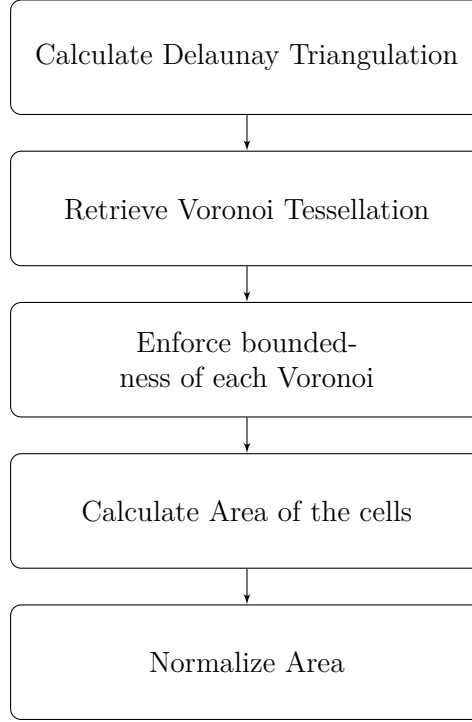 Calculate Delaunay Triangulation
Retrieve Voronoi Tessellation
Enforce bounded-
ness of each Voronoi
Calculate Area of the cells
Normalize Area